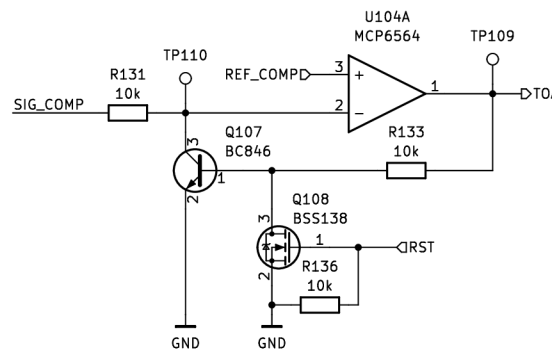 U104A
MCP6564
TP109
TP110
R131
10k
REF_COMP
3
+
1
SIG_COMP
2
−
TOA
R133
10k
3
Q107
BC846
1
2
Q108
BSS138
3
1
RST
R136
10k
2
GND
GND